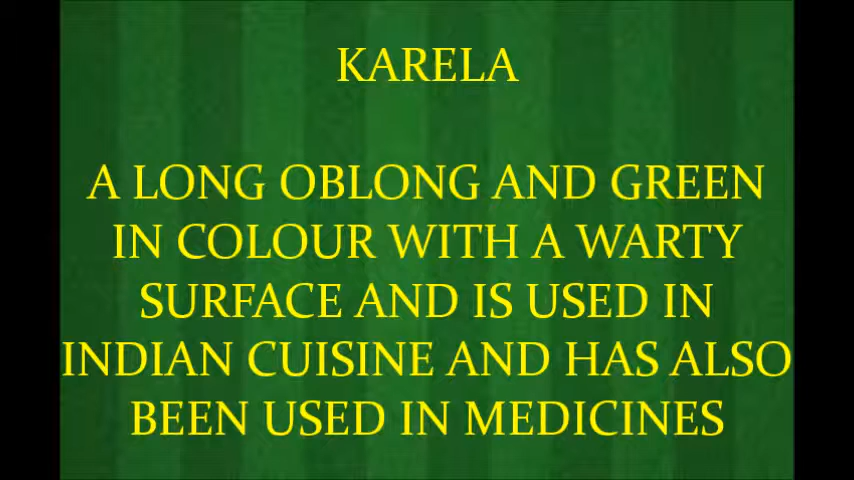 KARELA
A LONG OBLONG AND GREEN
IN COLOUR WITH A WARTY
SURFACE AND IS USED IN
INDIAN CUISINE AND HAS ALSO
BEEN USED IN MEDICINES